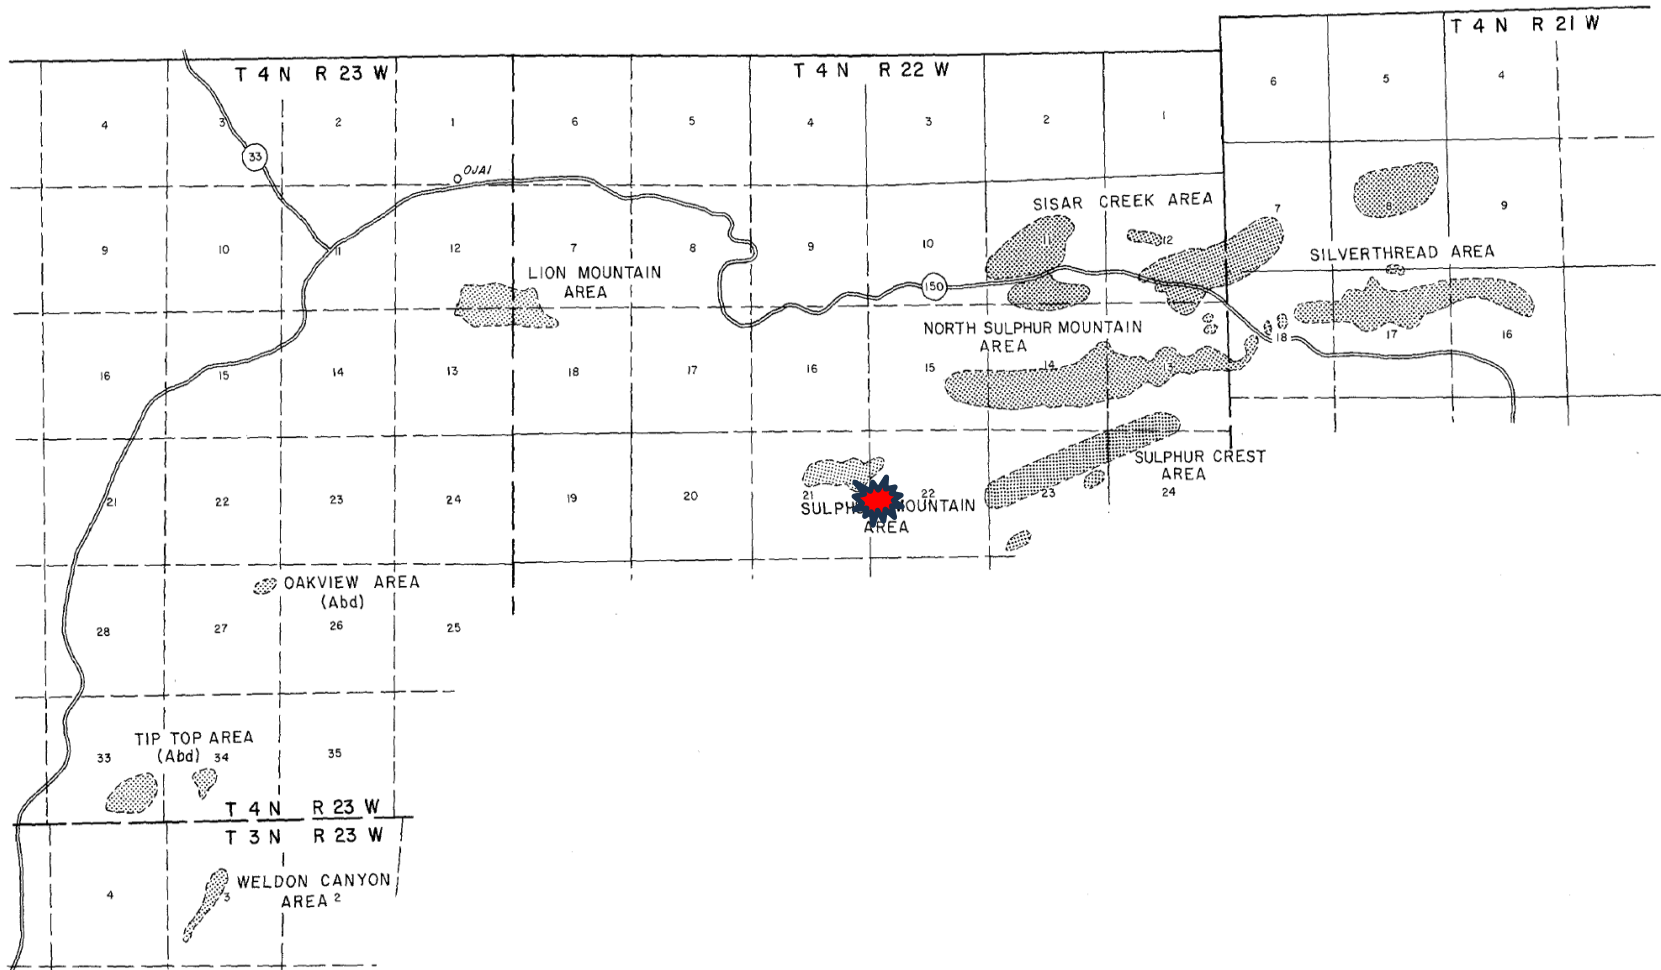 T 4 N R 21 W
T 4 N R 23 W
T 4 N R 22 W
6 5 4
4 3 2 1 6 5 4 3 2 1
33
OJAI
SISAR CREEK AREA
7 8 9
9 10 11 12 7 8 9 10 11 12
SILVERTHREAD AREA
LION MOUNTAIN
AREA
150
NORTH SULPHUR MOUNTAIN
AREA
18 17 16
16 15 14 13 18 17 16 15 14 13
SULPHUR CREST
AREA
21 22 23 24 19 20 21 22 23 24
MOUNTAIN
AREA
OAKVIEW AREA
(Abd)
28 27 26 25
TIP TOP AREA
(Abd)
33 34 35
T 4 N R 23 W
T 3 N R 23 W
WELDON CANYON
AREA
4 3 2